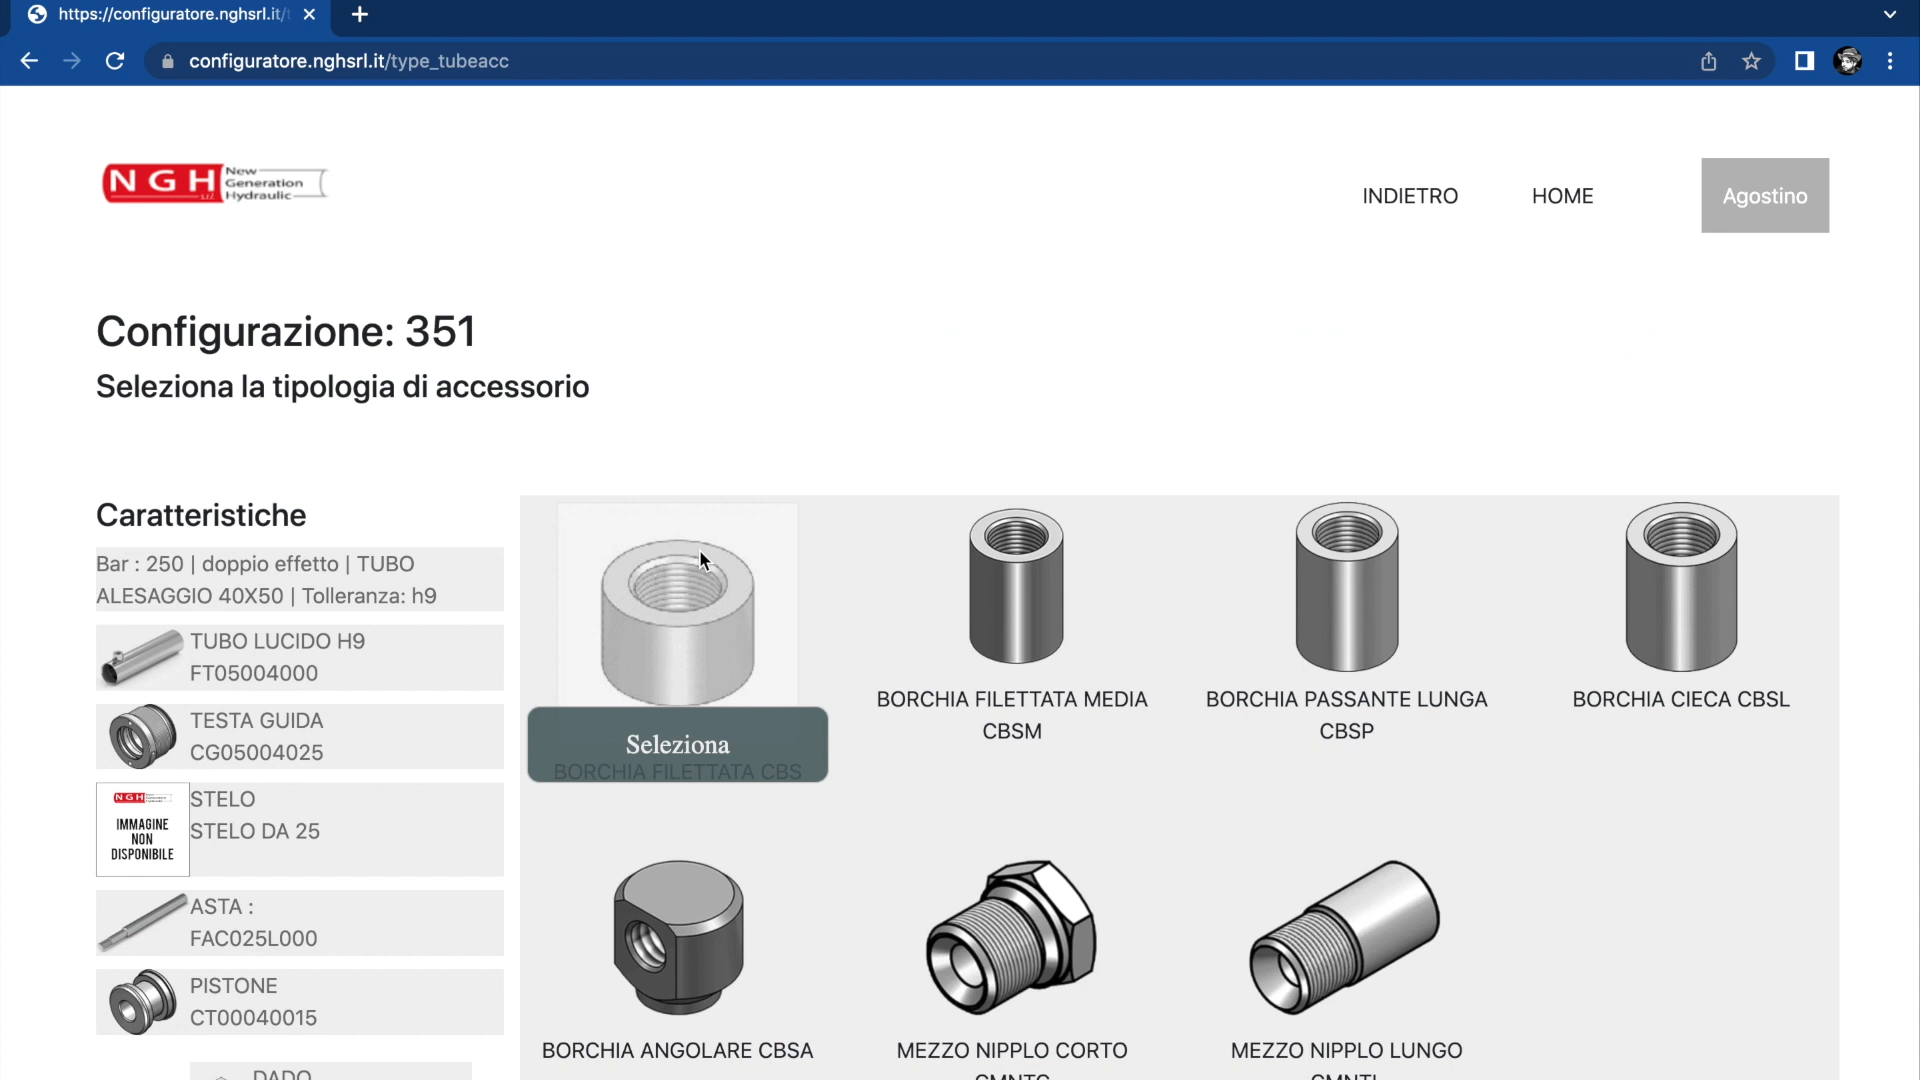 https://configuratore.nghsrl.it/t
configuratore.nghsrl.it/type_tubeacc
NGH s.r.l. New
Generation
Hydraulic
INDIETRO
HOME
Agostino
Configurazione: 351
Seleziona la tipologia di accessorio
Caratteristiche
Bar : 250 | doppio effetto | TUBO
ALESAGGIO 40X50 | Tolleranza: h9
TUBO LUCIDO H9
FT05004000
TESTA GUIDA
CG05004025
NGH
IMMAGINE
NON
DISPONIBILE
STELO
STELO DA 25
ASTA :
FAC025L000
PISTONE
CT00040015
DADO
Seleziona
BORCHIA FILETTATA CBS
BORCHIA FILETTATA MEDIA
CBSM
BORCHIA PASSANTE LUNGA
CBSP
BORCHIA CIECA CBSL
BORCHIA ANGOLARE CBSA
MEZZO NIPPLO CORTO
MEZZO NIPPLO LUNGO